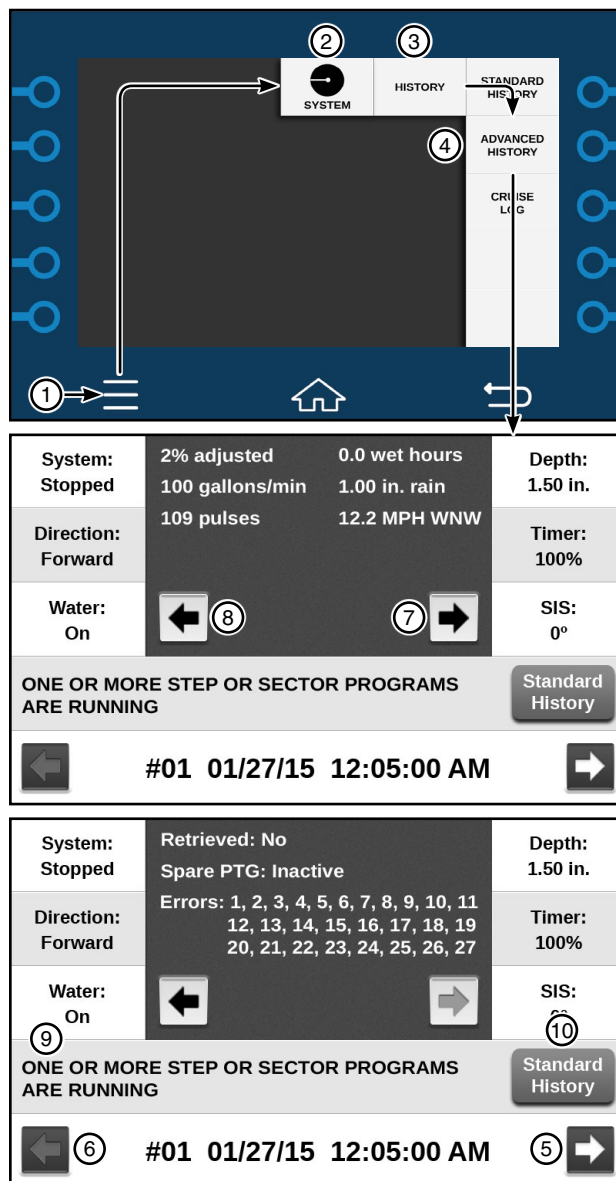 2
3
SYSTEM
HISTORY
STANDARD
HISTORY
4
ADVANCED
HISTORY
CRUISE
LOG
1
System:
Stopped
2% adjusted
0.0 wet hours
100 gallons/min
1.00 in. rain
109 pulses
12.2 MPH WNW
Depth:
1.50 in.
Direction:
Forward
Timer:
100%
Water:
On
8
7
SIS:
0º
ONE OR MORE STEP OR SECTOR PROGRAMS
ARE RUNNING
Standard
History
#01 01/27/15 12:05:00 AM
System:
Stopped
Retrieved: No
Spare PTG: Inactive
Errors: 1, 2, 3, 4, 5, 6, 7, 8, 9, 10, 11
12, 13, 14, 15, 16, 17, 18, 19
20, 21, 22, 23, 24, 25, 26, 27
Depth:
1.50 in.
Direction:
Forward
Timer:
100%
Water:
On
SIS:
9
10
ONE OR MORE STEP OR SECTOR PROGRAMS
ARE RUNNING
Standard
History
6
#01 01/27/15 12:05:00 AM
5